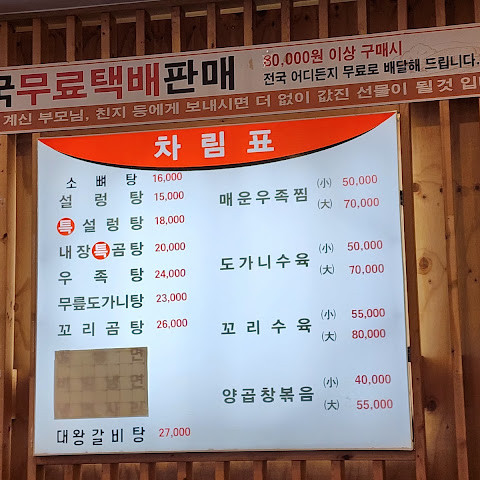 국무료택배판매
80,000원 이상 구매시
전국 어디든지 무료로 배달해 드립니다.
계신 부모님, 친지 등에게 보내시면 더 없이 값진 선물이 될것 입니
차림표
소뼈탕 16,000
설렁탕 15,000
특설렁탕 18,000
내장특곰탕 20,000
우족탕 24,000
무릎도가니탕 23,000
꼬리곰탕 26,000
면
냉면
대왕갈비탕 27,000
매운우족찜 (小) 50,000
(大) 70,000
도가니수육 (小) 50,000
(大) 70,000
꼬리수육 (小) 55,000
(大) 80,000
양곱창볶음 (小) 40,000
(大) 55,000